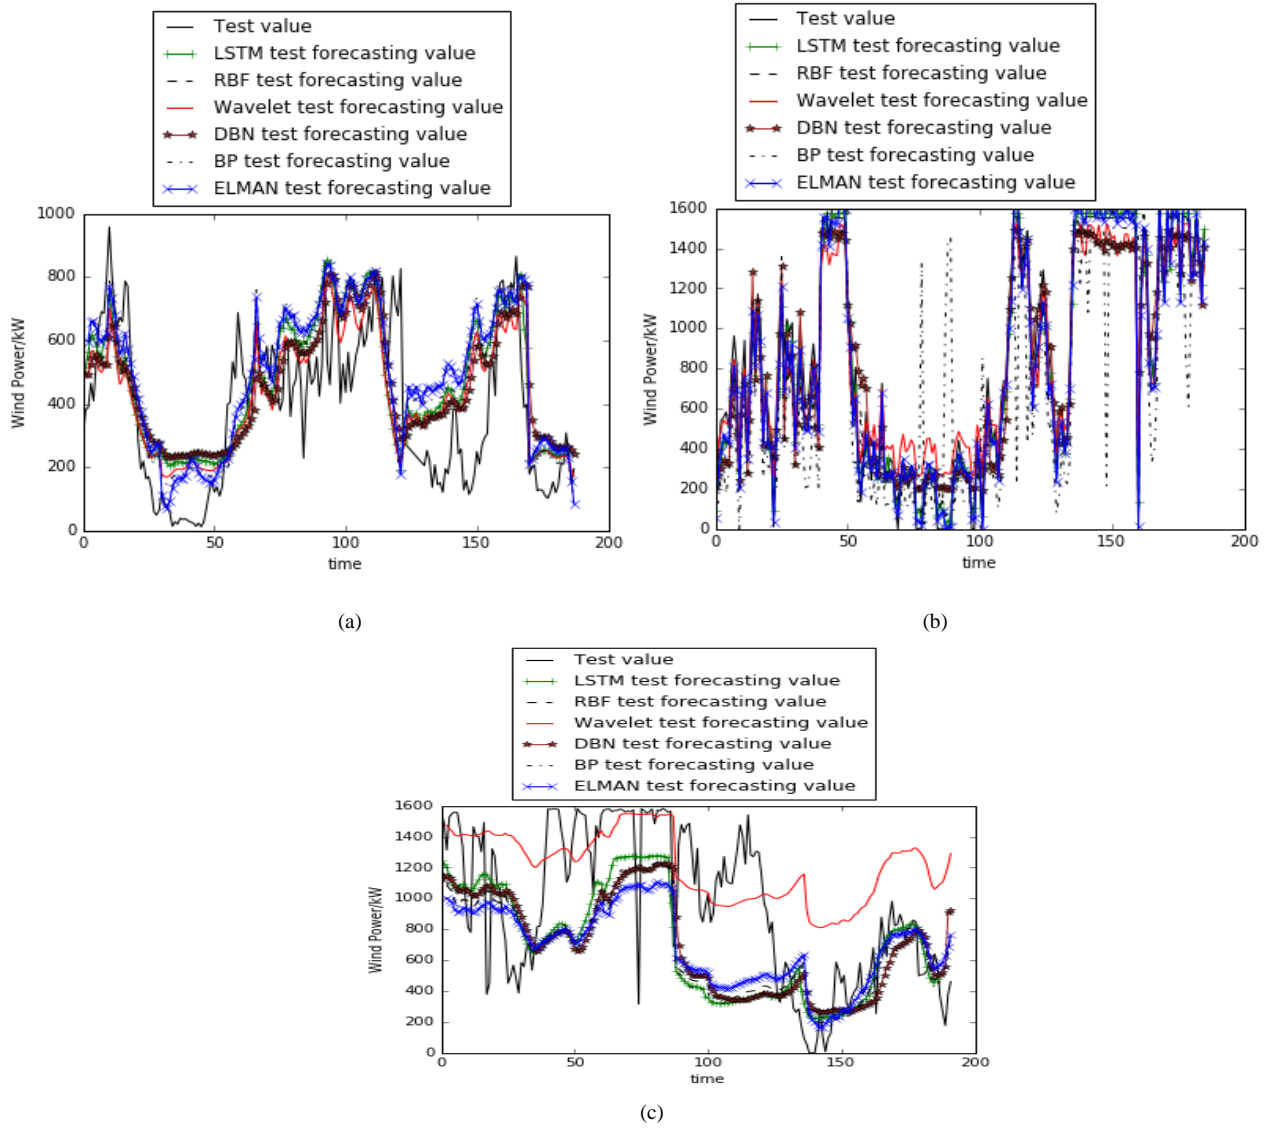 Test value
LSTM test forecasting value
RBF test forecasting value
Wavelet test forecasting value
DBN test forecasting value
BP test forecasting value
ELMAN test forecasting value
1000
800
600
400
200
0
Wind Power/kW
0 50 100 150 200
time
(a)
Test value
LSTM test forecasting value
RBF test forecasting value
Wavelet test forecasting value
DBN test forecasting value
BP test forecasting value
ELMAN test forecasting value
1600
1400
1200
1000
800
600
400
200
0
Wind Power/kW
0 50 100 150 200
time
(b)
Test value
LSTM test forecasting value
RBF test forecasting value
Wavelet test forecasting value
DBN test forecasting value
BP test forecasting value
ELMAN test forecasting value
1600
1400
1200
1000
800
600
400
200
0
Wind Power/kW
0 50 100 150 200
time
(c)